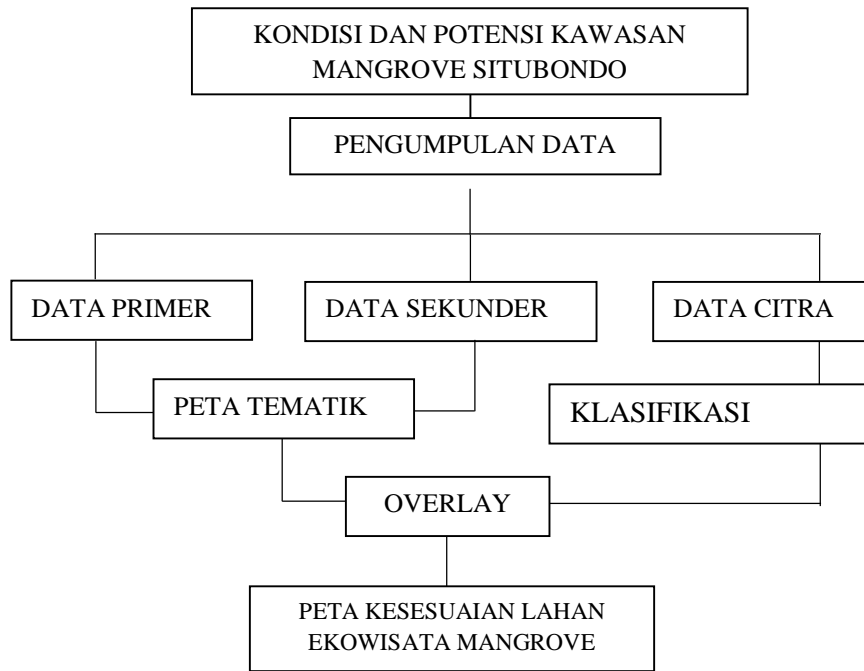 KONDISI DAN POTENSI KAWASAN
MANGROVE SITUBONDO
PENGUMPULAN DATA
DATA PRIMER
DATA SEKUNDER
DATA CITRA
PETA TEMATIK
KLASIFIKASI
OVERLAY
PETA KESESUAIAN LAHAN
EKOWISATA MANGROVE